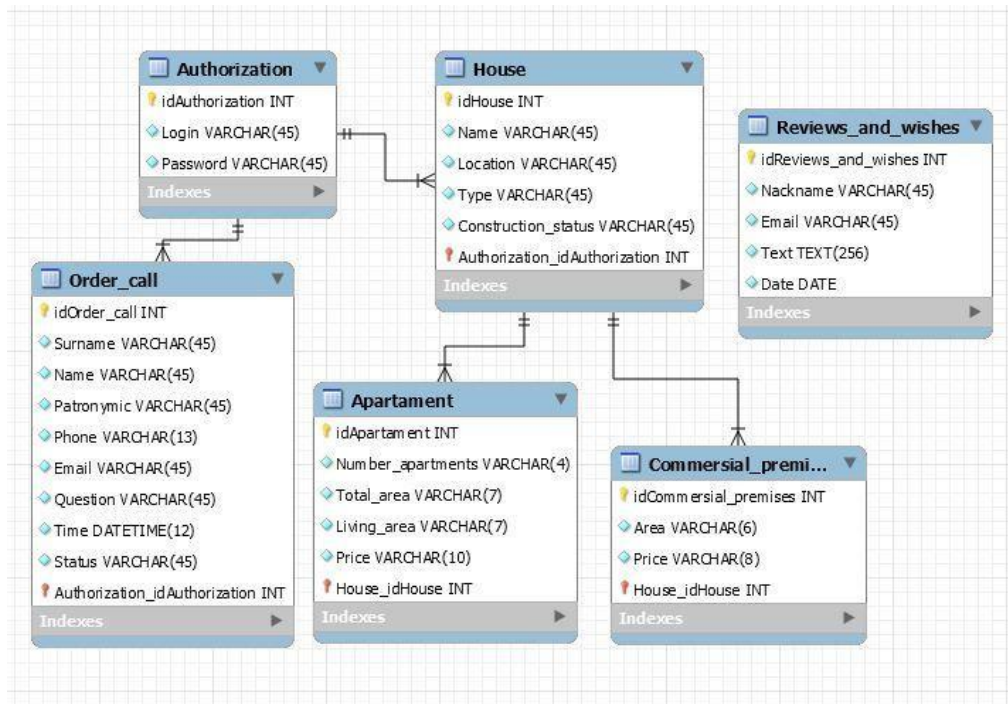 Authorization
idAuthorization INT
Login VARCHAR(45)
Password VARCHAR(45)
Indexes
House
idHouse INT
Name VARCHAR(45)
Location VARCHAR(45)
Type VARCHAR(45)
Construction_status VARCHAR(45)
Authorization_idAuthorization INT
Indexes
Reviews_and_wishes
idReviews_and_wishes INT
Nackname VARCHAR(45)
Email VARCHAR(45)
Text TEXT(256)
Date DATE
Indexes
Order_call
idOrder_call INT
Surname VARCHAR(45)
Name VARCHAR(45)
Patronymic VARCHAR(45)
Phone VARCHAR(13)
Email VARCHAR(45)
Question VARCHAR(45)
Time DATETIME(12)
Status VARCHAR(45)
Authorization_idAuthorization INT
Indexes
Apartament
idApartament INT
Number_apartments VARCHAR(4)
Total_area VARCHAR(7)
Living_area VARCHAR(7)
Price VARCHAR(10)
House_idHouse INT
Indexes
Commersial_premi...
idCommersial_premises INT
Area VARCHAR(6)
Price VARCHAR(8)
House_idHouse INT
Indexes